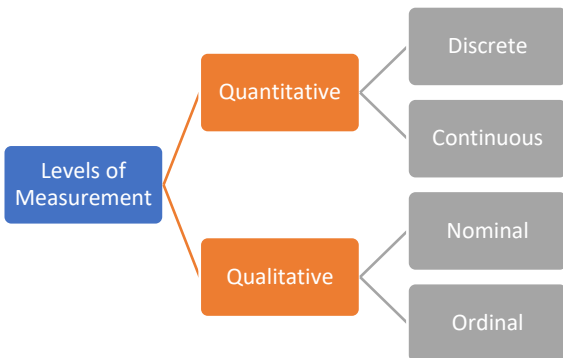 Levels of
Measurement
Quantitative
Discrete
Continuous
Qualitative
Nominal
Ordinal